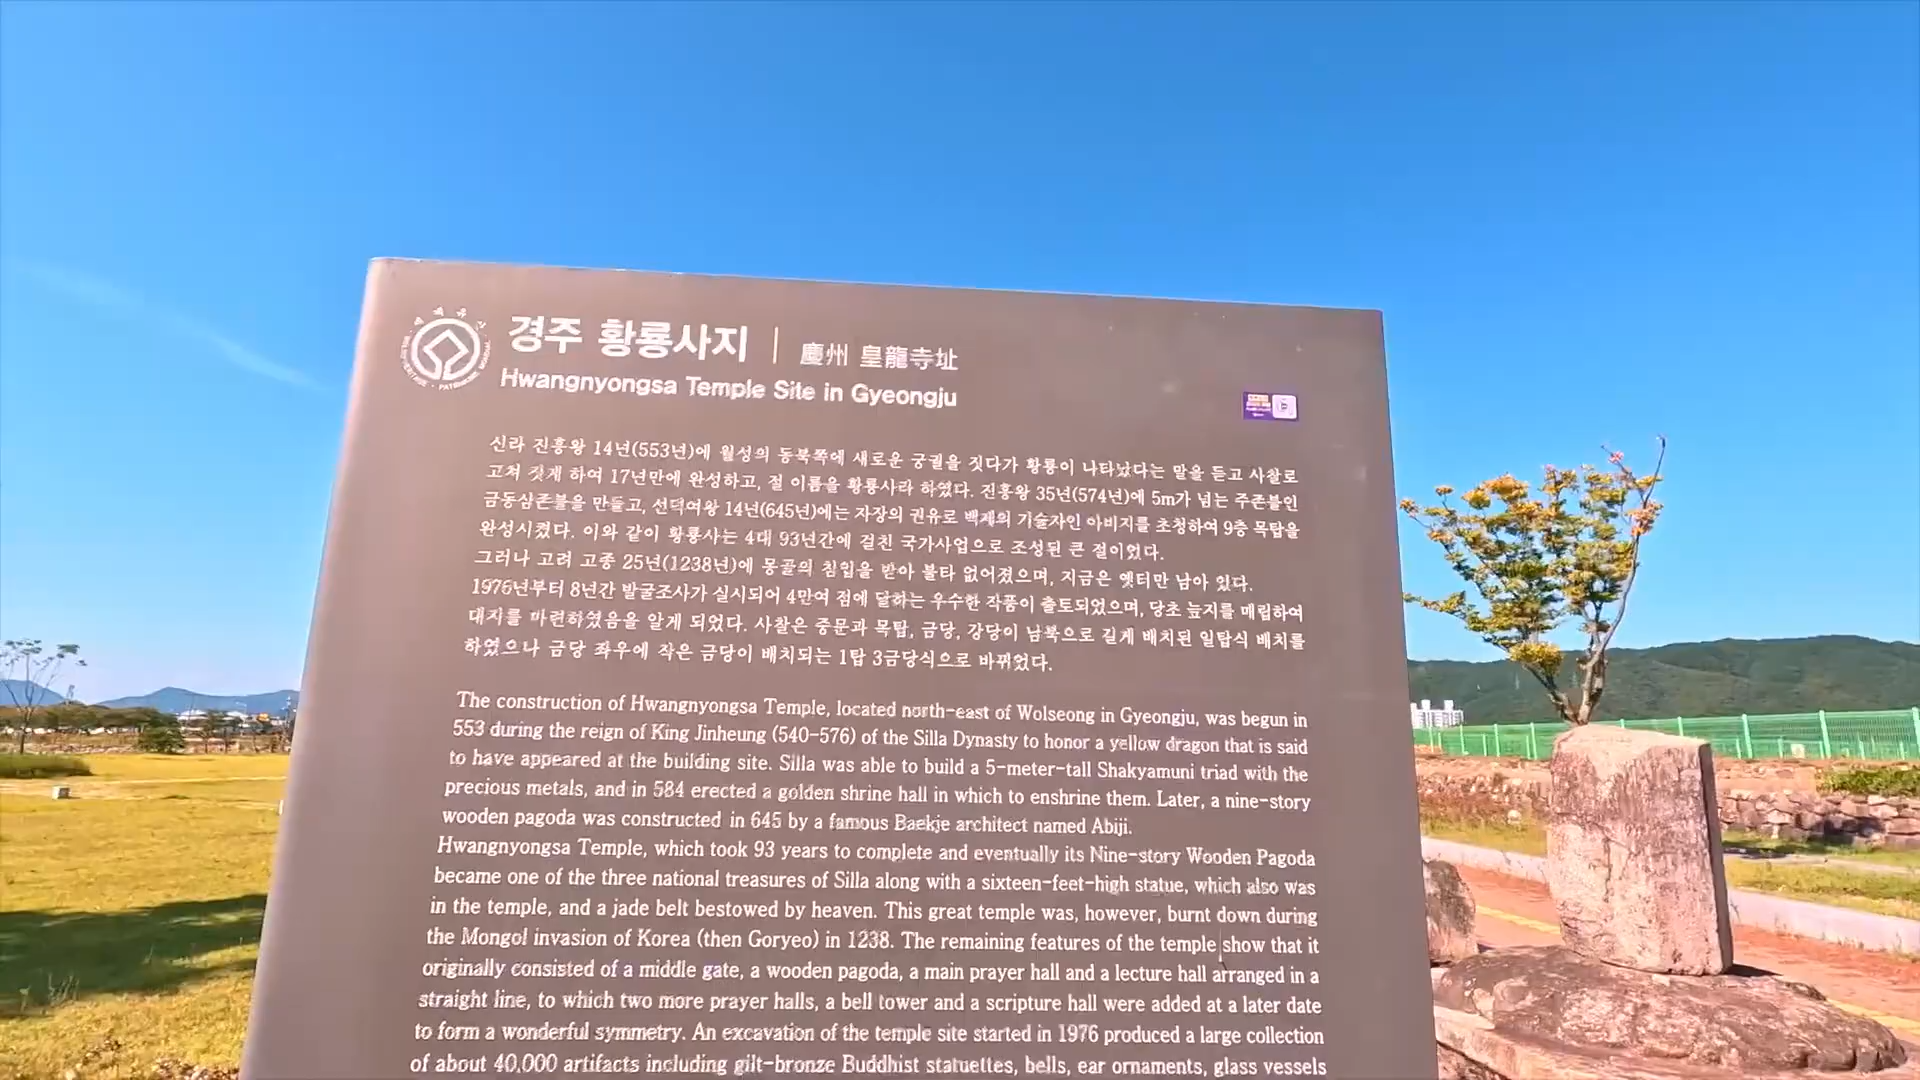 경주 황룡사지 | 慶州 皇龍寺址
Hwangnyongsa Temple Site in Gyeongju
신라 진흥왕 14년(553년)에 월성의 동북쪽에 새로운 궁궐을 짓다가 황룡이 나타났다는 말을 듣고 사찰로
고쳐 짓게 하여 17년만에 완성하고, 절 이름을 황룡사라 하였다. 진흥왕 35년(574년)에 5m가 넘는 주존불인
금동삼존불을 만들고, 선덕여왕 14년(645년)에는 자장의 권유로 백제의 기술자인 아비지를 초청하여 9층 목탑을
완성시켰다. 이와 같이 황룡사는 4대 93년간에 걸친 국가사업으로 조성된 큰 절이었다.
그러나 고려 고종 25년(1238년)에 몽골의 침입을 받아 불타 없어졌으며, 지금은 옛터만 남아 있다.
1976년부터 8년간 발굴조사가 실시되어 4만여 점에 달하는 우수한 작품이 출토되었으며, 당초 늪지를 매립하여
대지를 마련하였음을 알게 되었다. 사찰은 중문과 목탑, 금당, 강당이 남북으로 길게 배치된 일탑식 배치를
하였으나 금당 좌우에 작은 금당이 배치되는 1탑 3금당식으로 바뀌었다.
The construction of Hwangnyongsa Temple, located north-east of Wolseong in Gyeongju, was begun in
553 during the reign of King Jinheung (540-576) of the Silla Dynasty to honor a yellow dragon that is said
to have appeared at the building site. Silla was able to build a 5-meter-tall Shakyamuni triad with the
precious metals, and in 584 erected a golden shrine hall in which to enshrine them. Later, a nine-story
wooden pagoda was constructed in 645 by a famous Baekje architect named Abiji.
Hwangnyongsa Temple, which took 93 years to complete and eventually its Nine-story Wooden Pagoda
became one of the three national treasures of Silla along with a sixteen-feet-high statue, which also was
in the temple, and a jade belt bestowed by heaven. This great temple was, however, burnt down during
the Mongol invasion of Korea (then Goryeo) in 1238. The remaining features of the temple show that it
originally consisted of a middle gate, a wooden pagoda, a main prayer hall and a lecture hall arranged in a
straight line, to which two more prayer halls, a bell tower and a scripture hall were added at a later date
to form a wonderful symmetry. An excavation of the temple site started in 1976 produced a large collection
of about 40,000 artifacts including gilt-bronze Buddhist statuettes, bells, ear ornaments, glass vessels